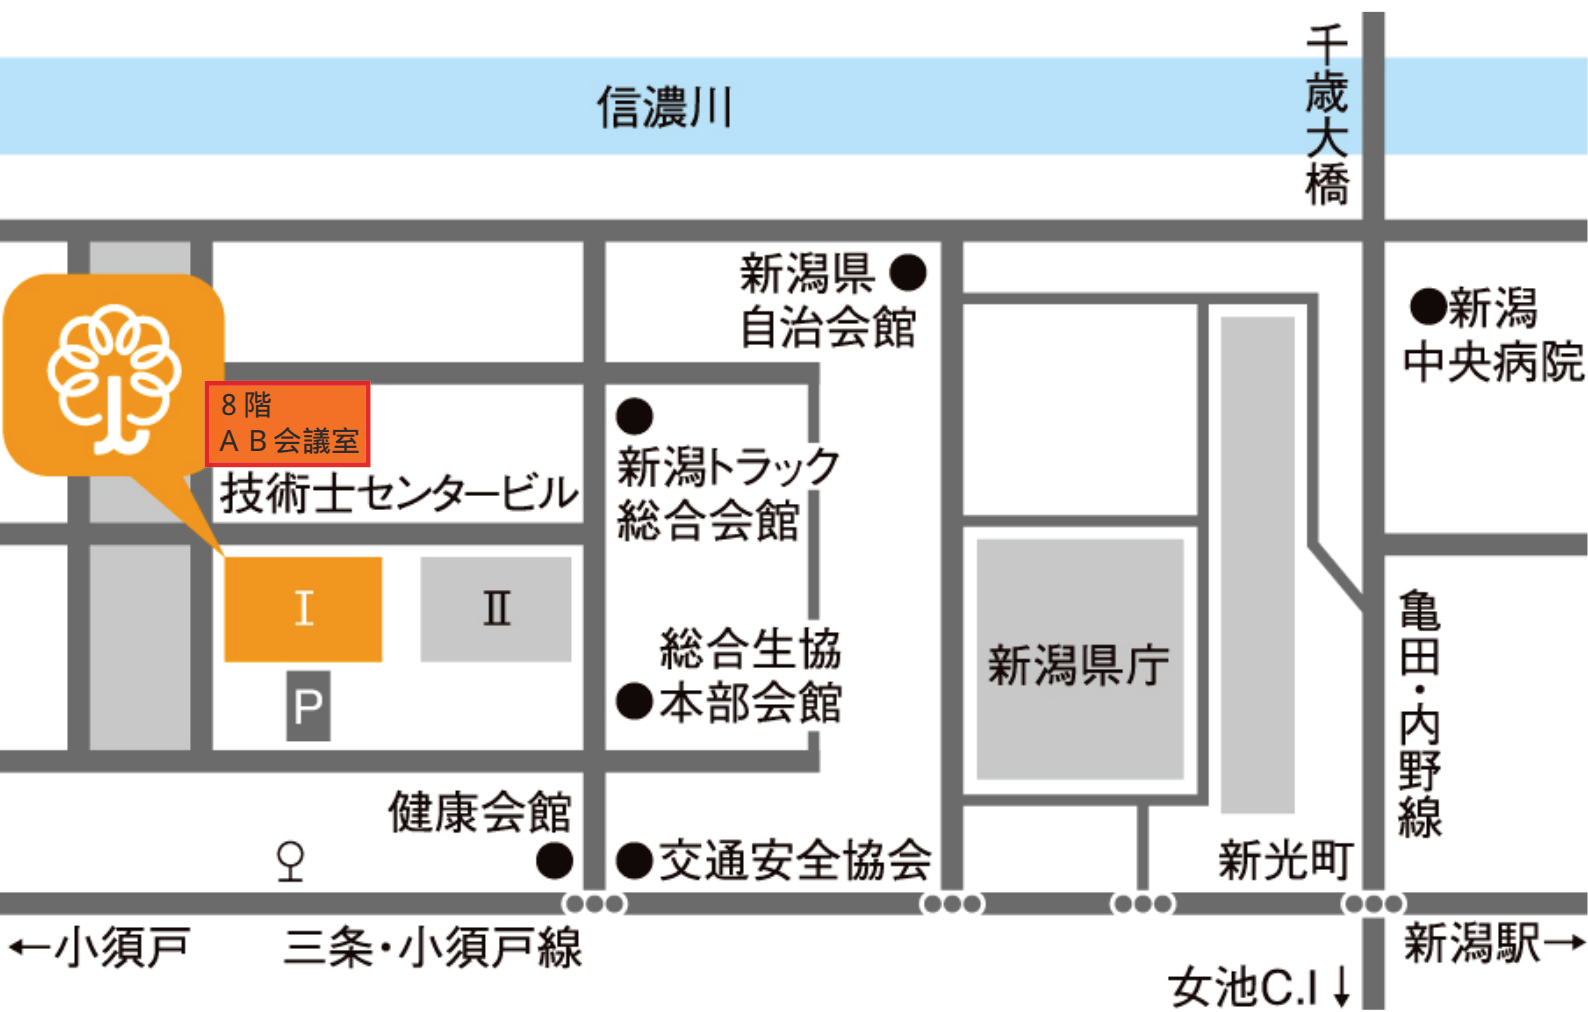 千歳大橋
信濃川
新潟県
自治会館
新潟
中央病院
8階
ＡＢ会議室
技術士センタービル
新潟トラック
総合会館
Ⅰ
Ⅱ
P
総合生協
本部会館
新潟県庁
亀田・内野線
健康会館
交通安全協会
新光町
←小須戸
三条・小須戸線
新潟駅→
女池C.I↓